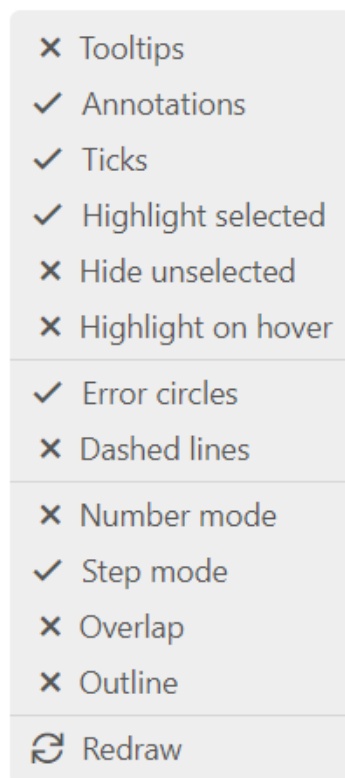 Tooltips
Annotations
Ticks
Highlight selected
Hide unselected
Highlight on hover
Error circles
Dashed lines
Number mode
Step mode
Overlap
Outline
Redraw